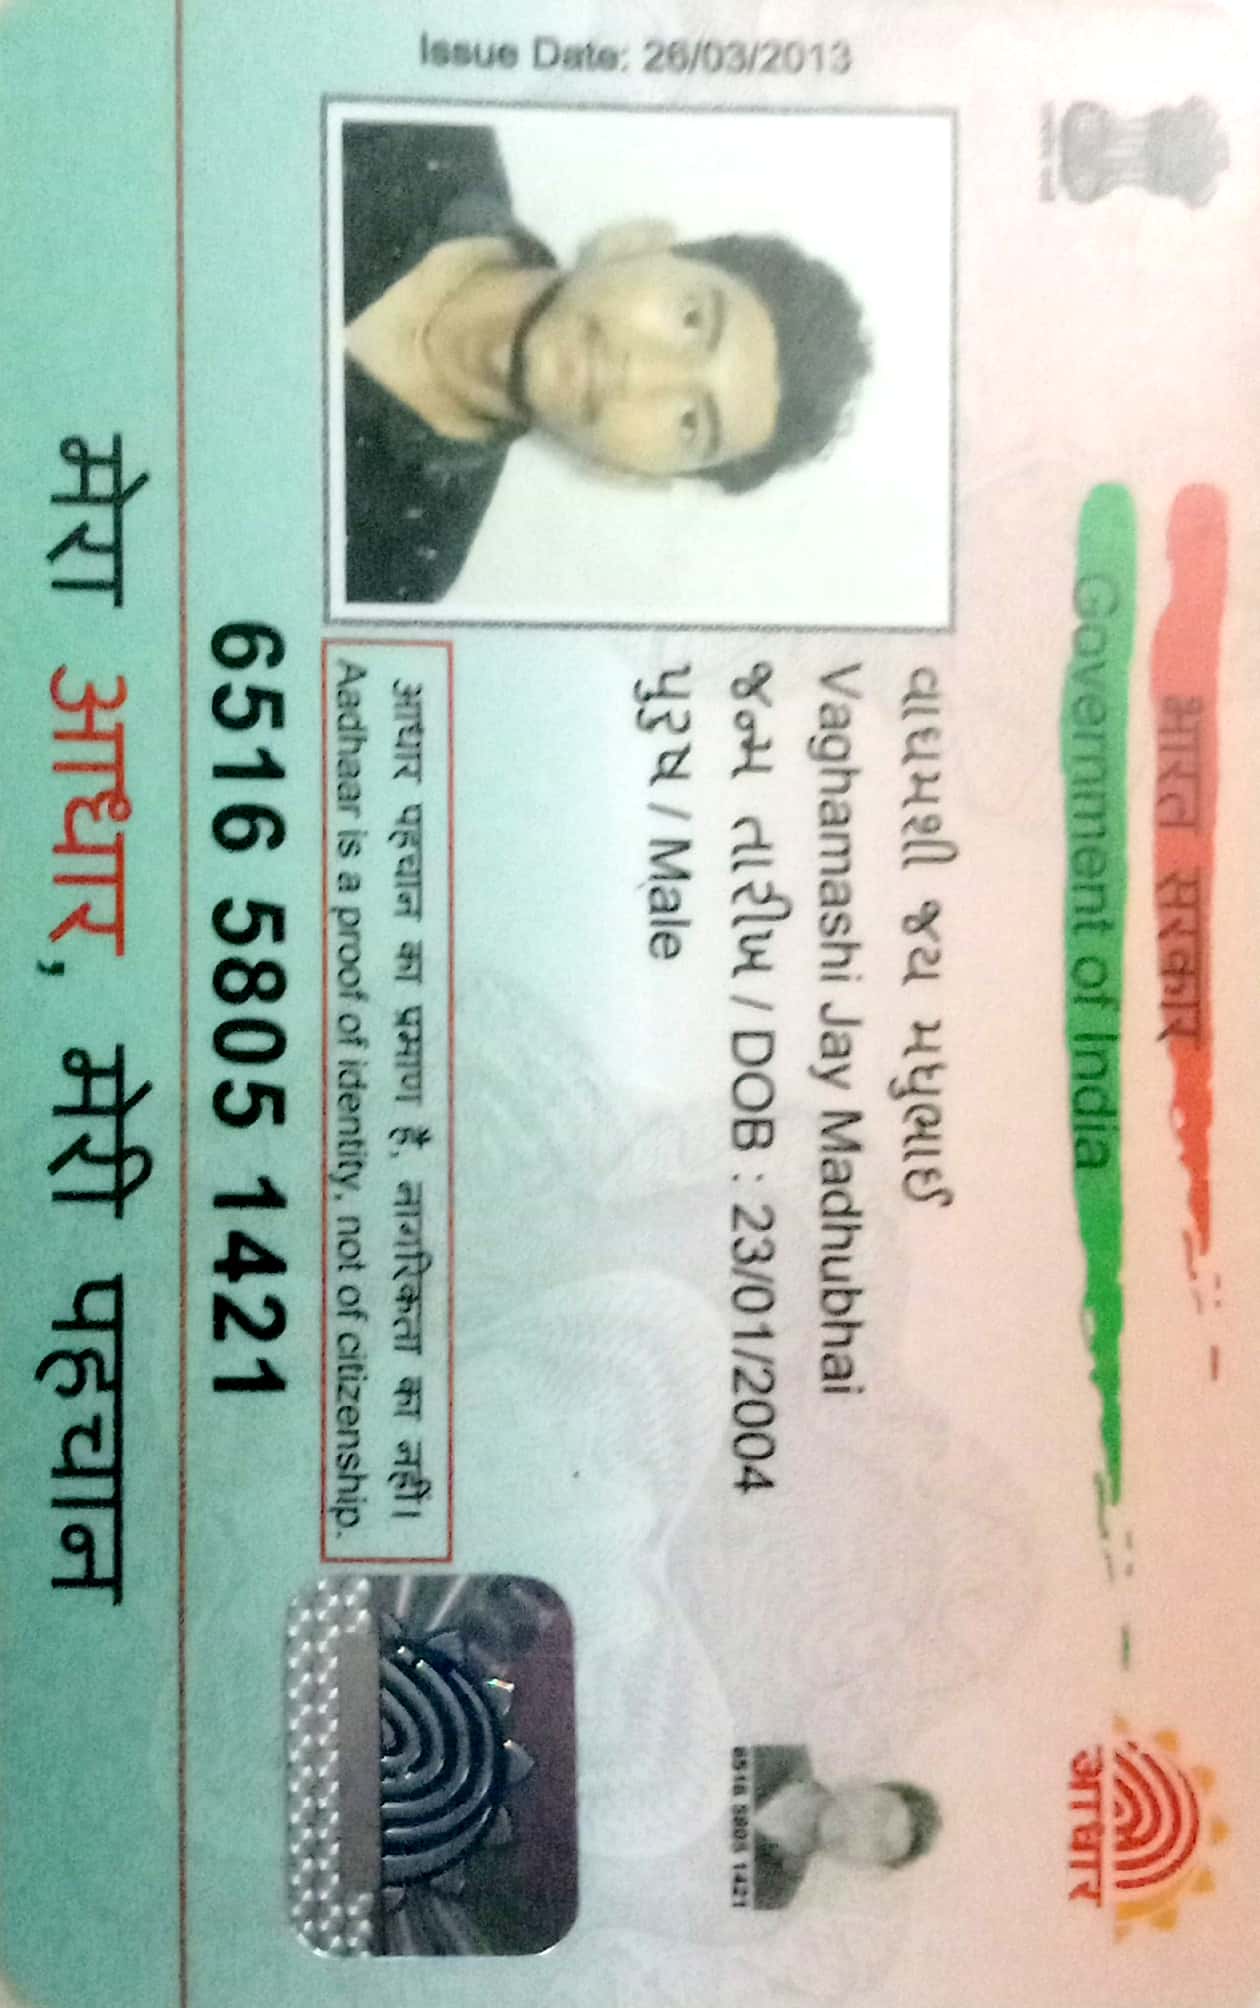 भारत सरकार
Government of India
आधार
Issue Date: 26/03/2013
વાઘમશી જય મધુભાઈ
Vaghamashi Jay Madhubhai
જન્મ તારીખ / DOB : 23/01/2004
પુરુષ / Male
6516 5805 1421
आधार पहचान का प्रमाण है, नागरिकता का नहीं।
Aadhaar is a proof of identity, not of citizenship.
6516 5805 1421
मेरा आधार, मेरी पहचान